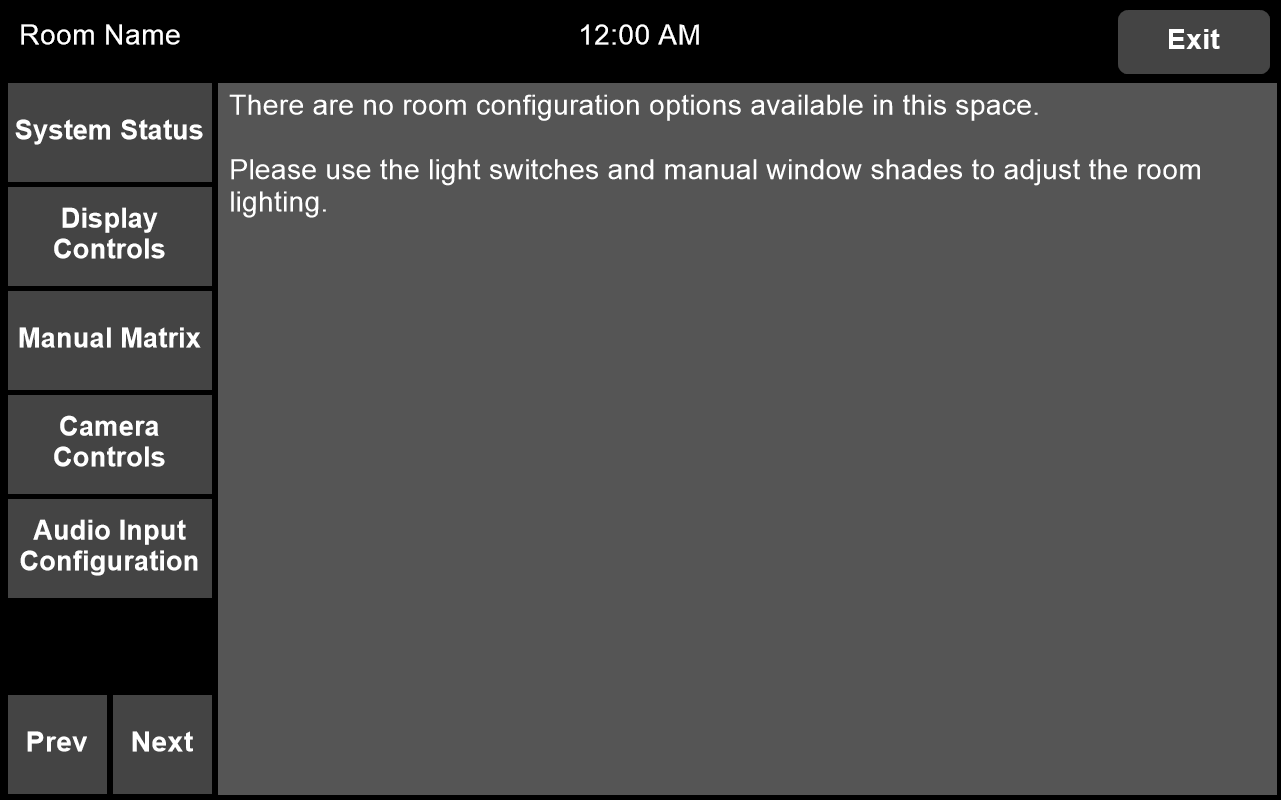 Room Name
12:00 AM
Exit
System Status
Display
Controls
Manual Matrix
Camera
Controls
Audio Input
Configuration
Prev
Next
There are no room configuration options available in this space.
Please use the light switches and manual window shades to adjust the room
lighting.